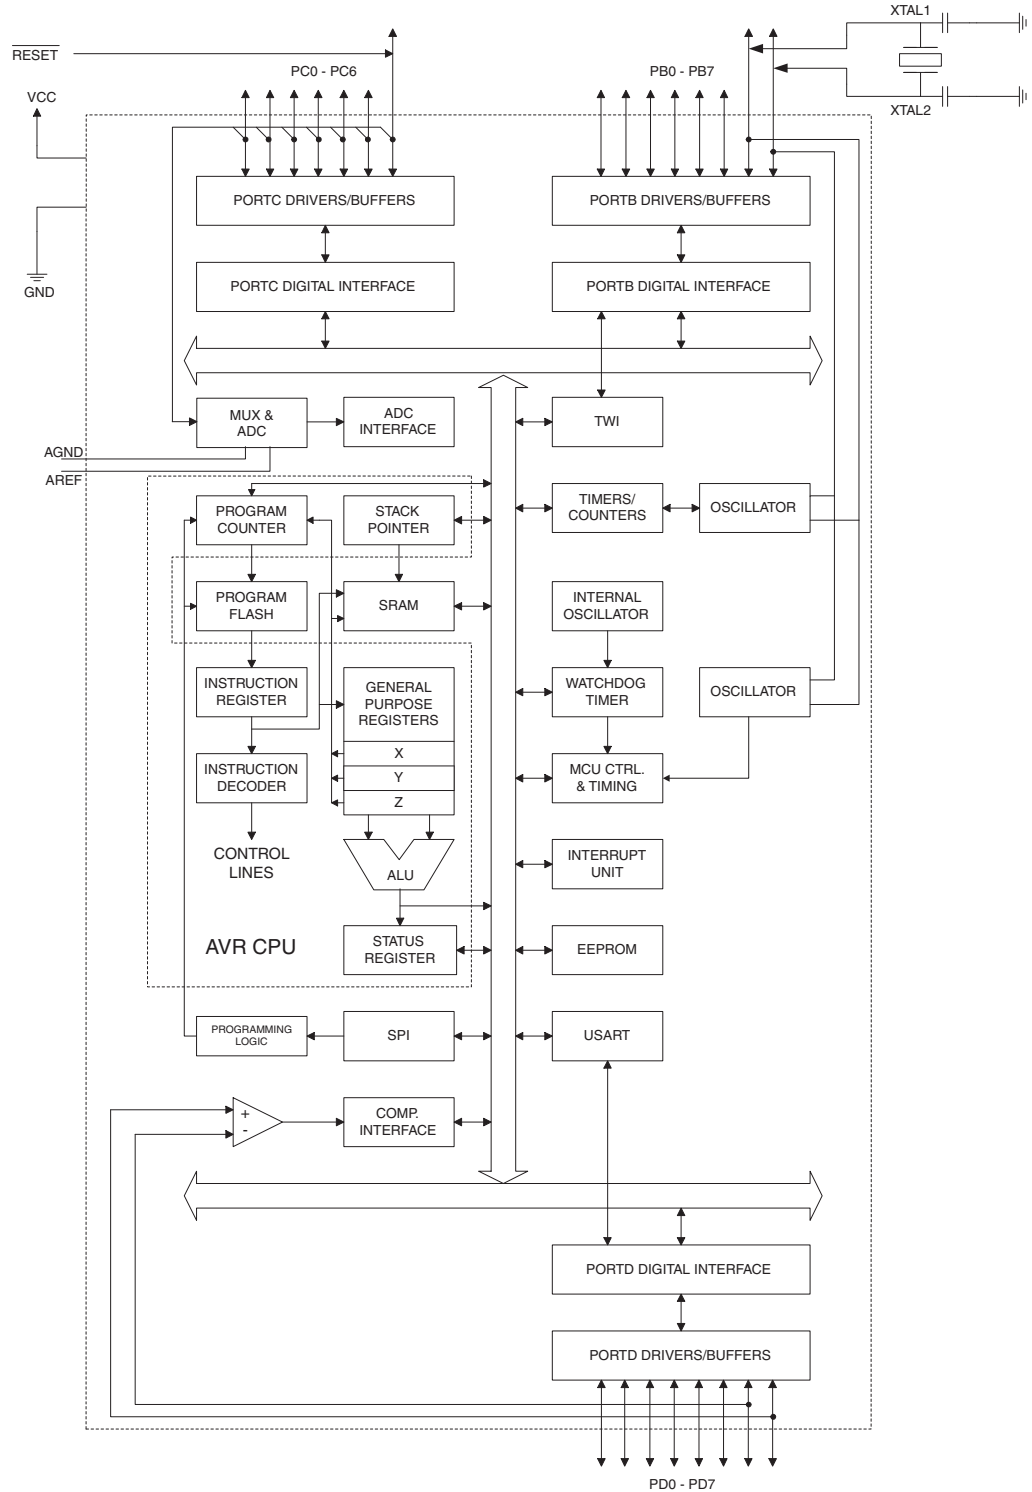 XTAL1
RESET
PC0 - PC6
PB0 - PB7
VCC
XTAL2
PORTC DRIVERS/BUFFERS
PORTB DRIVERS/BUFFERS
PORTC DIGITAL INTERFACE
PORTB DIGITAL INTERFACE
GND
MUX &
ADC
ADC
INTERFACE
TWI
AGND
AREF
PROGRAM
COUNTER
STACK
POINTER
TIMERS/
COUNTERS
OSCILLATOR
PROGRAM
FLASH
SRAM
INTERNAL
OSCILLATOR
INSTRUCTION
REGISTER
GENERAL
PURPOSE
REGISTERS
WATCHDOG
TIMER
OSCILLATOR
X
INSTRUCTION
DECODER
Y
MCU CTRL.
& TIMING
Z
CONTROL
LINES
ALU
INTERRUPT
UNIT
AVR CPU
STATUS
REGISTER
EEPROM
PROGRAMMING
LOGIC
SPI
USART
+
-
COMP.
INTERFACE
PORTD DIGITAL INTERFACE
PORTD DRIVERS/BUFFERS
PD0 - PD7